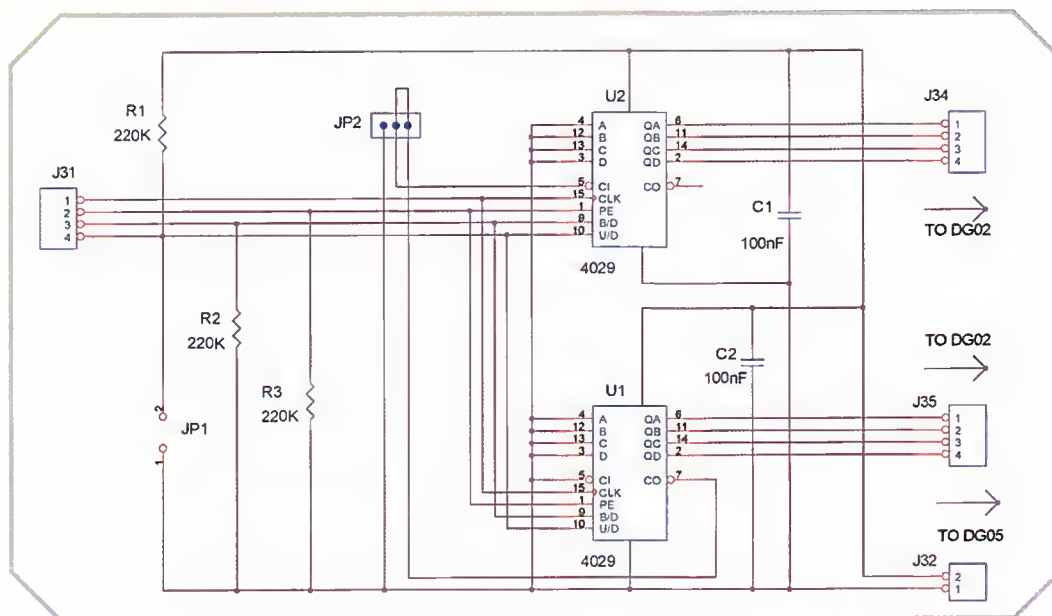 R1
220K
JP2
U2
J34
4 A QA 6 1
12 B QB 11 2
13 C QC 14 3
3 D QD 2 4
J31
5 CI CO 7
1 15 CLK
2 1 PE
3 9 B/D
4 10 U/D
C1
100nF
TO DG02
4029
R2
220K
TO DG02
C2
100nF
R3
220K
U1
J35
2
JP1
1
4 A QA 6 1
12 B QB 11 2
13 C QC 14 3
3 D QD 2 4
5 CI CO 7
15 CLK
1 PE
9 B/D
10 U/D
TO DG05
4029
J32
2
1